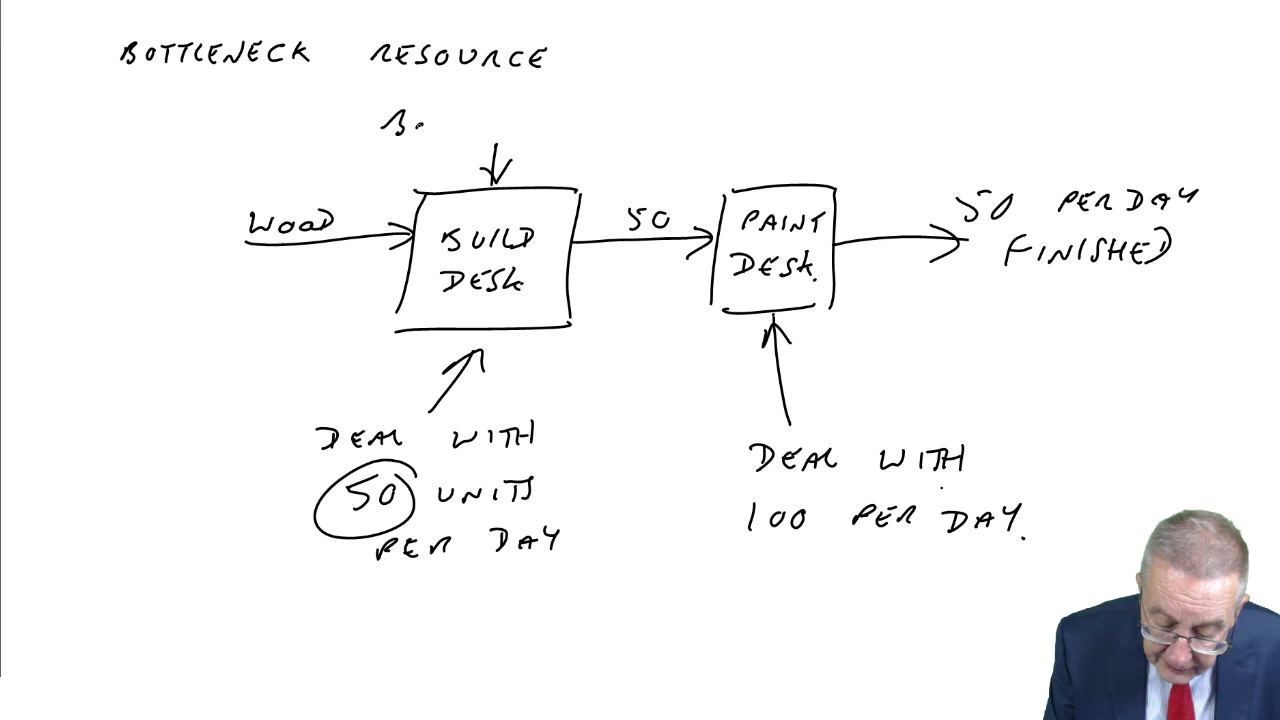 BOTTLENECK RESOURCE
B.
WOOD
BUILD
DESK
50
PAINT
DESK.
50 PER DAY
FINISHED
DEAL WITH
50 UNITS
PER DAY
DEAL WITH
100 PER DAY.